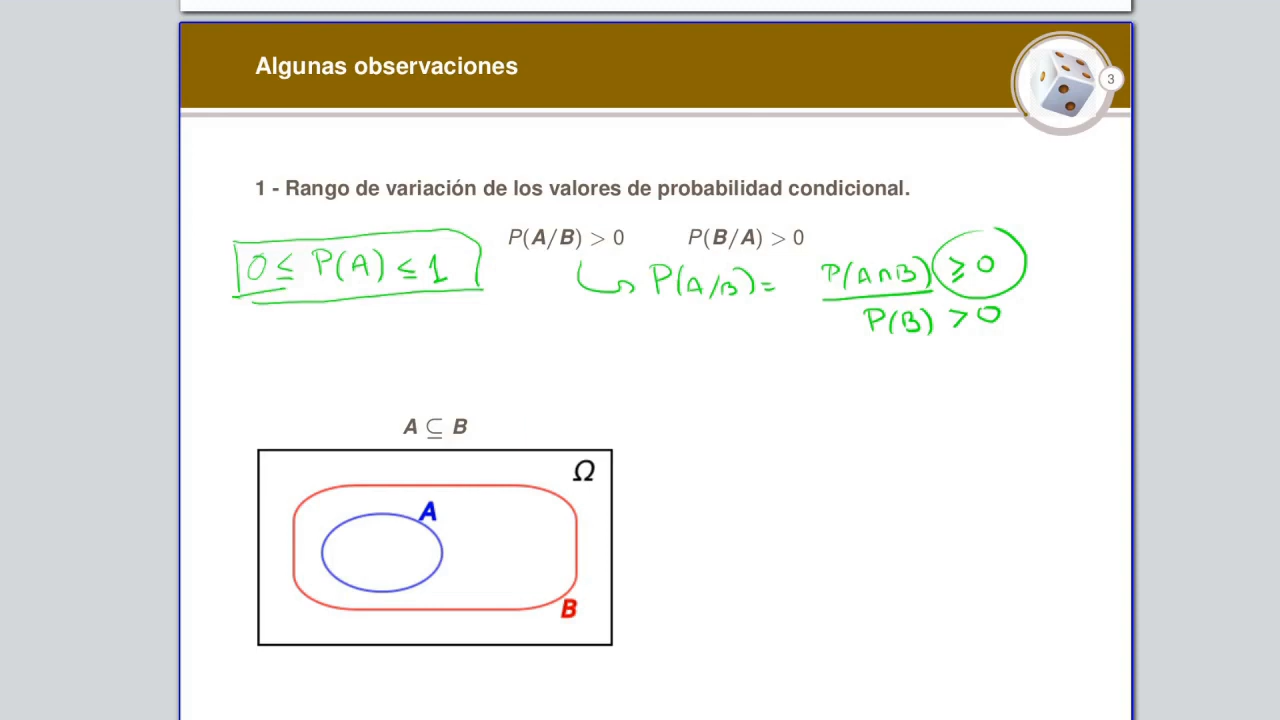 Algunas observaciones
3
1 - Rango de variación de los valores de probabilidad condicional.
P(A/B) > 0 P(B/A) > 0
0 ≤ P(A) ≤ 1
P(A/B) = P(A∩B) ≥ 0
P(B) > 0
A ⊆ B
Ω
A
B